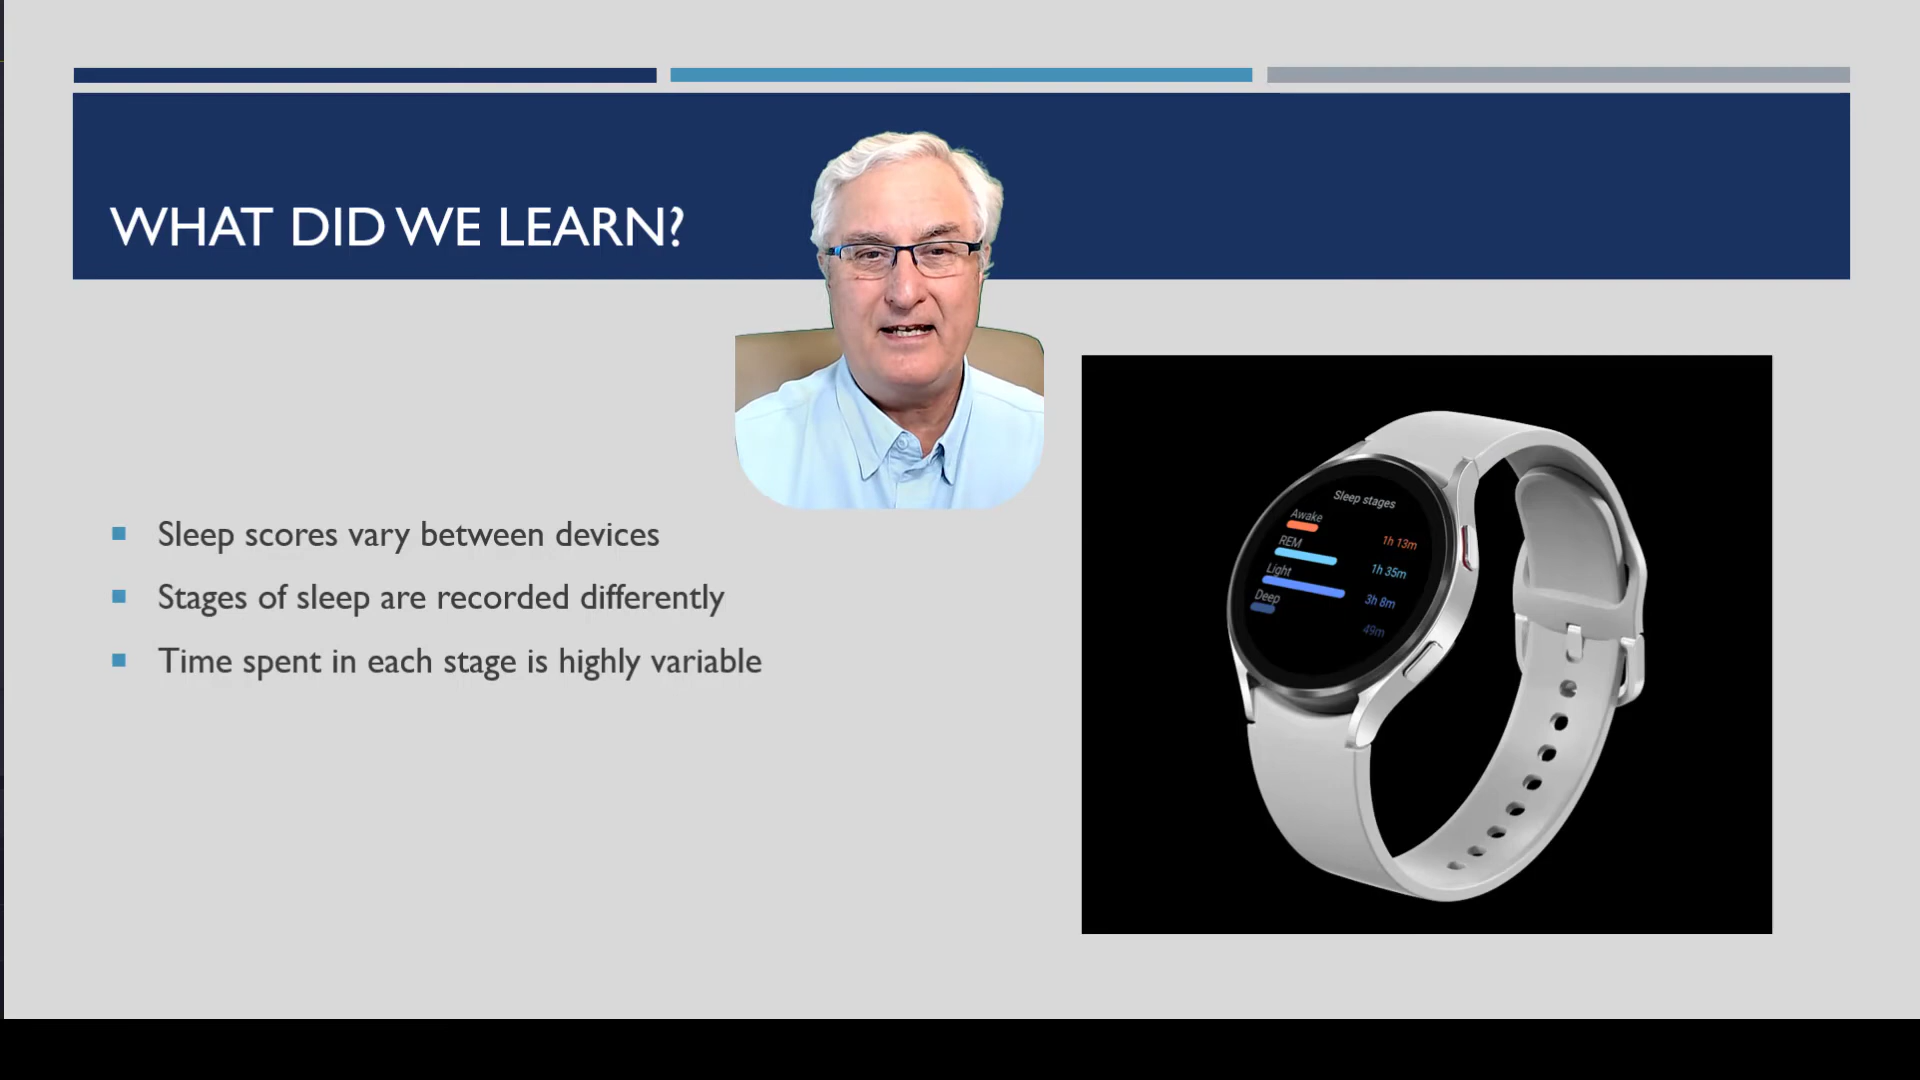 WHAT DID WE LEARN?
Sleep scores vary between devices
Stages of sleep are recorded differently
Time spent in each stage is highly variable
Sleep stages
Awake
1h 13m
REM
1h 35m
Light
3h 8m
Deep
49m